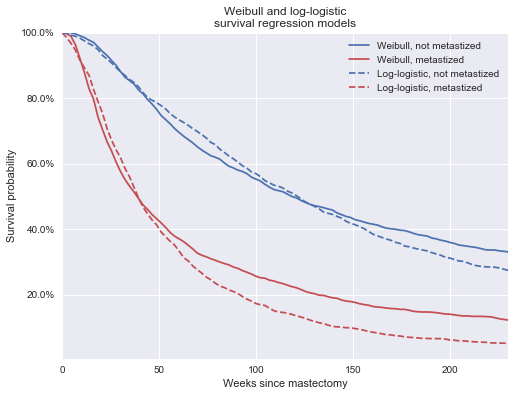 Weibull and log-logistic
survival regression models
100.0%
80.0%
60.0%
40.0%
20.0%
Survival probability
Weibull, not metastized
Weibull, metastized
Log-logistic, not metastized
Log-logistic, metastized
0 50 100 150 200
Weeks since mastectomy